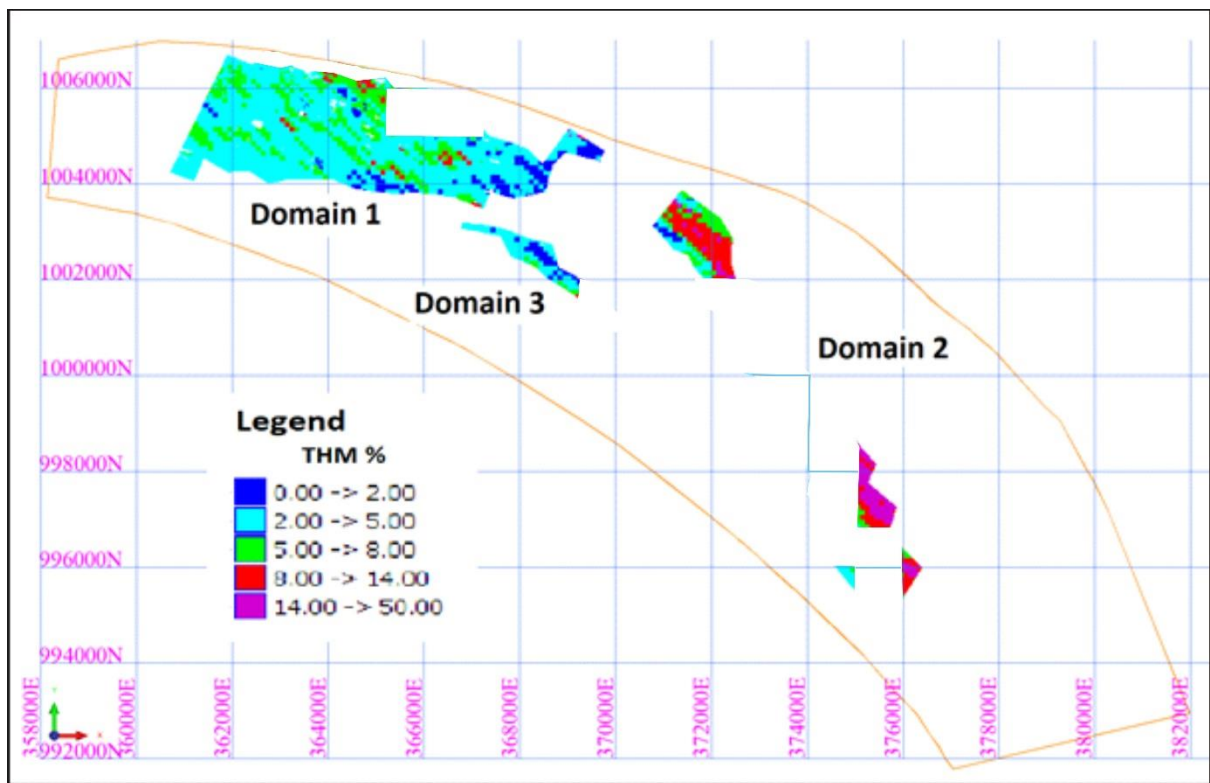 1006000N
1004000N
Domain 1
1002000N
Domain 3
Domain 2
1000000N
Legend
THM %
998000N
0.00 -> 2.00
2.00 -> 5.00
5.00 -> 8.00
8.00 -> 14.00
14.00 -> 50.00
996000N
994000N
992000N
358000E
360000E
362000E
364000E
366000E
368000E
370000E
372000E
374000E
376000E
378000E
380000E
382000E